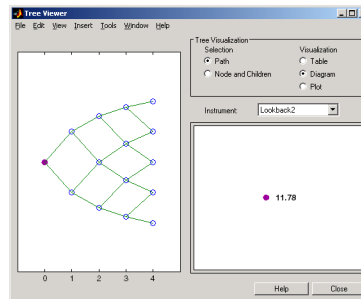 Tree Viewer
File Edit View Insert Tools Window Help
Tree Visualization
Selection
Visualization
Path
Table
Node and Children
Diagram
Plot
Instrument:
Lookback2
11.78
0 1 2 3 4
Help
Close